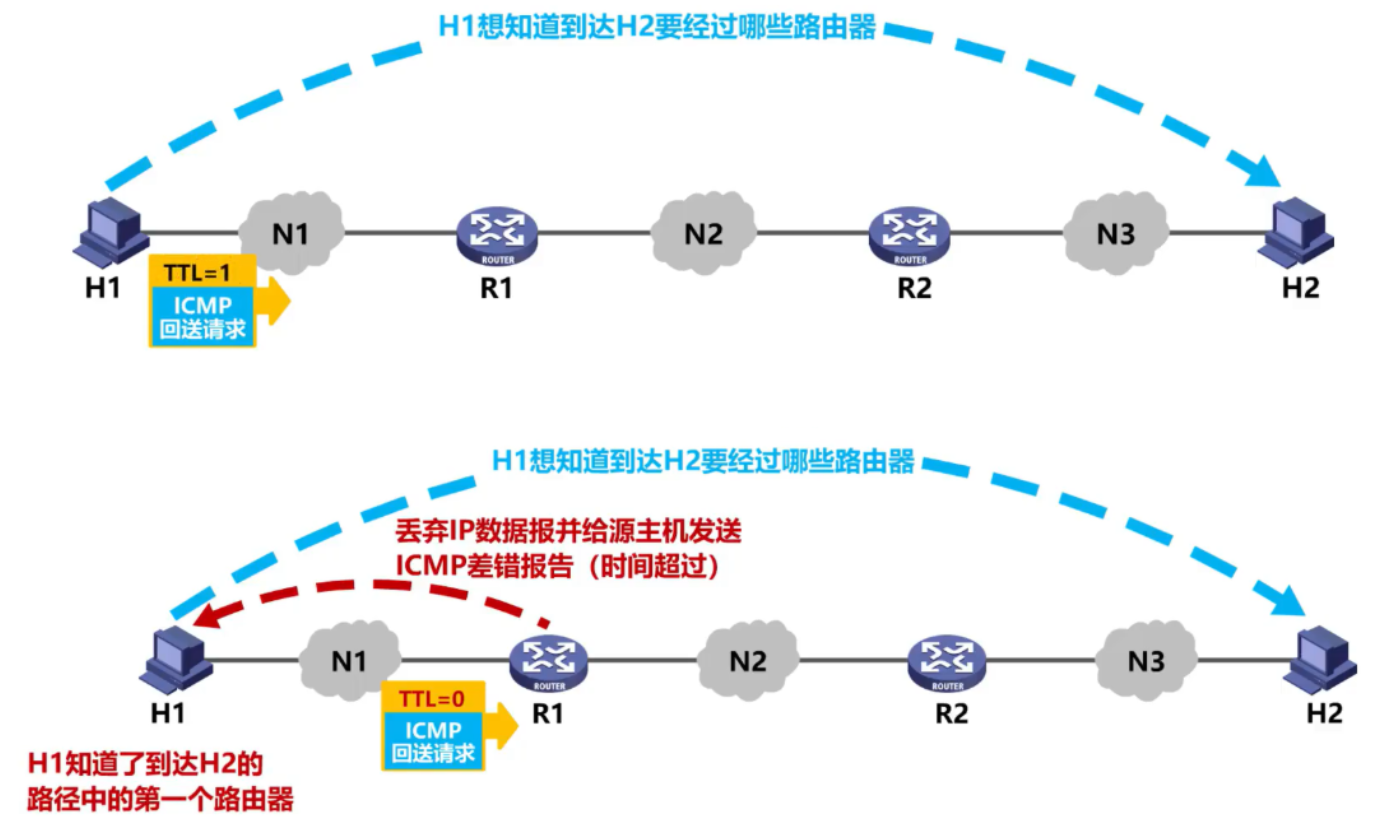 H1想知道到达H2要经过哪些路由器
N1
N2
N3
ROUTER
ROUTER
H1
R1
R2
H2
TTL=1
ICMP
回送请求
H1想知道到达H2要经过哪些路由器
丢弃IP数据报并给源主机发送
ICMP差错报告（时间超过）
N1
N2
N3
ROUTER
ROUTER
H1
R1
R2
H2
TTL=0
ICMP
回送请求
H1知道了到达H2的
路径中的第一个路由器